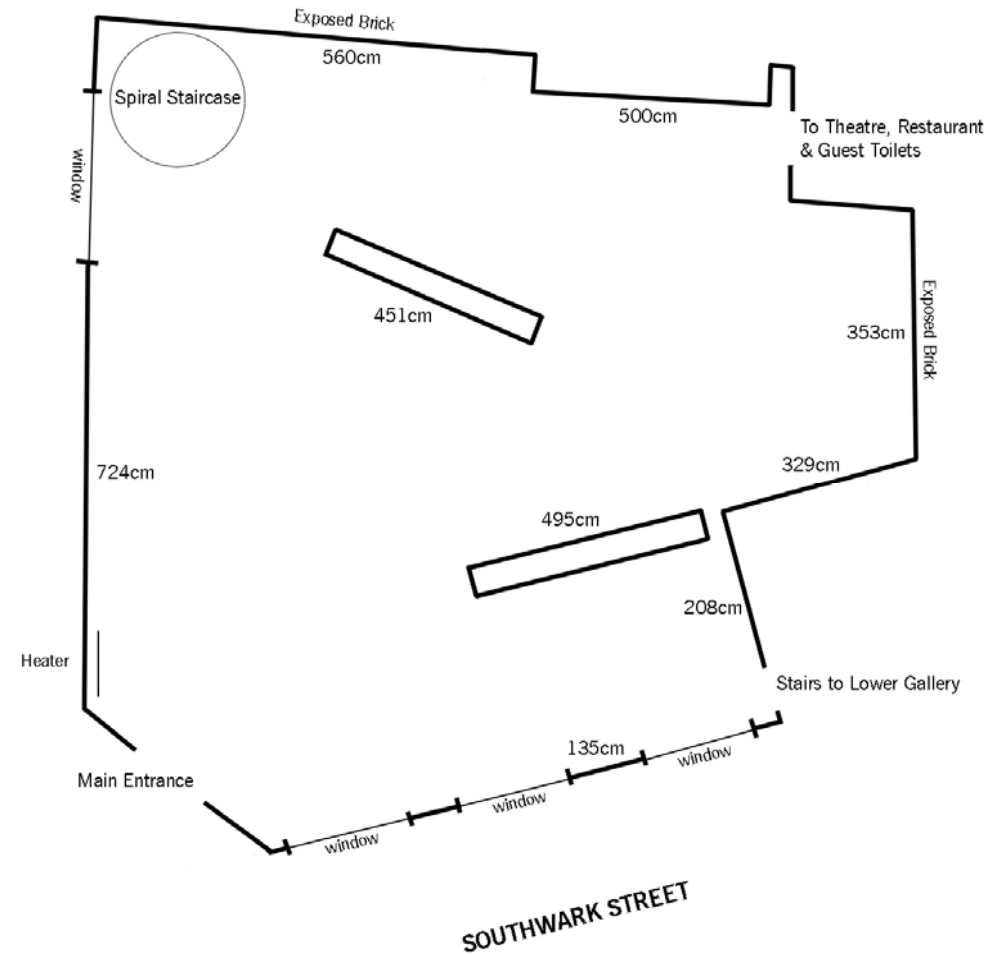 Exposed Brick
560cm
Spiral Staircase
500cm
To Theatre, Restaurant
& Guest Toilets
window
451cm
Exposed Brick
353cm
724cm
329cm
495cm
208cm
Heater
Stairs to Lower Gallery
135cm
window
Main Entrance
window
window
SOUTHWARK STREET